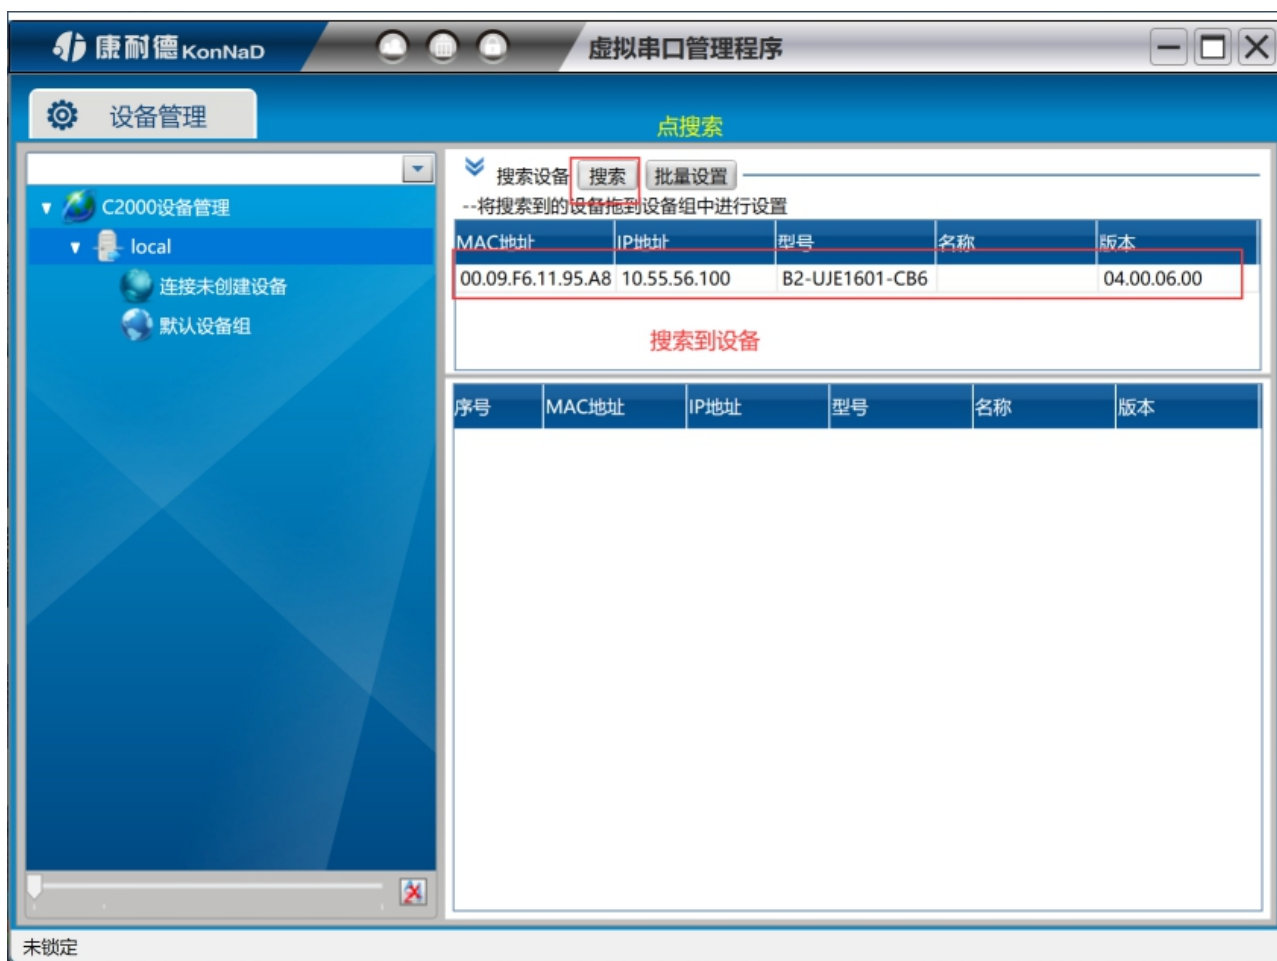 康耐德 KonNaD
虚拟串口管理程序
设备管理
点搜索
搜索设备 搜索 批量设置
--将搜索到的设备拖到设备组中进行设置
C2000设备管理
local
连接未创建设备
默认设备组
MAC地址 IP地址 型号 名称 版本
00.09.F6.11.95.A8 10.55.56.100 B2-UJE1601-CB6 04.00.06.00
搜索到设备
序号 MAC地址 IP地址 型号 名称 版本
未锁定